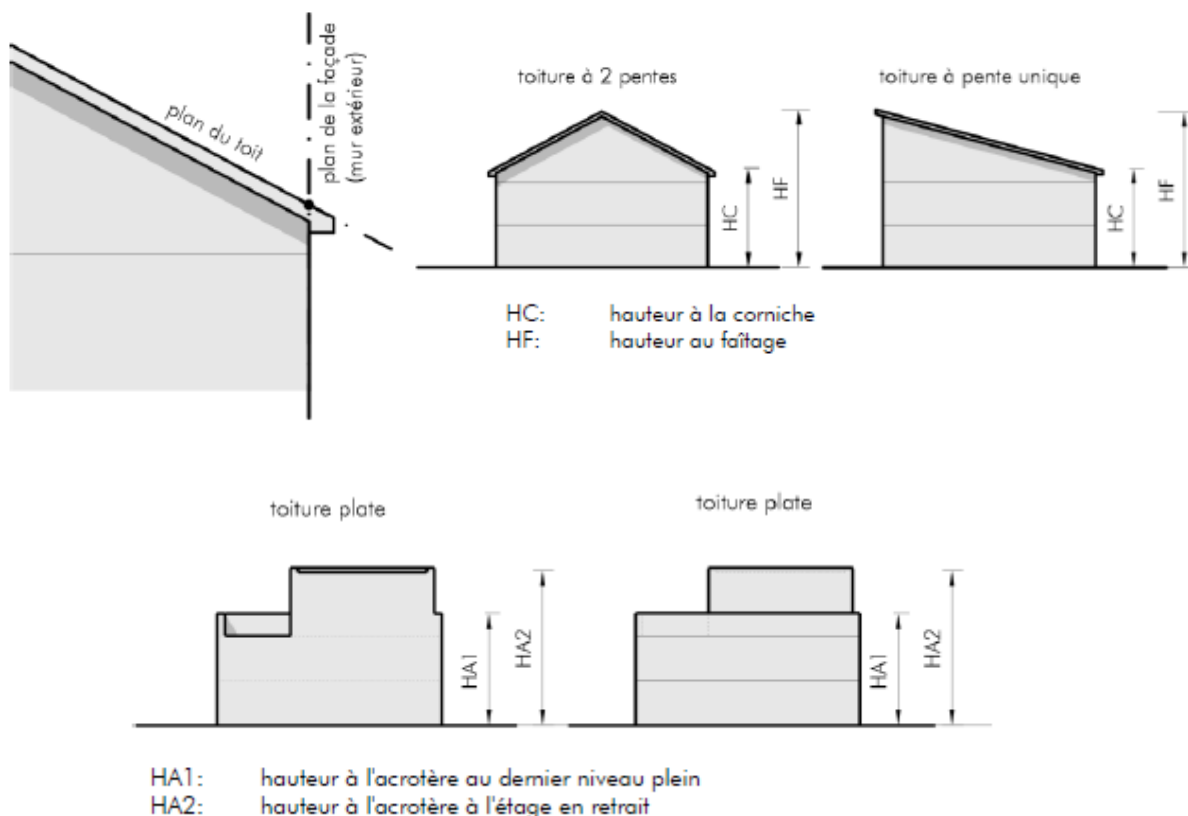 plan du toit
plan de la façade
(mur extérieur)
toiture à 2 pentes
HC
HF
toiture à pente unique
HC
HF
HC: hauteur à la corniche
HF: hauteur au faîtage
toiture plate
HA1
HA2
toiture plate
HA1
HA2
HA1: hauteur à l'acrotère au dernier niveau plein
HA2: hauteur à l'acrotère à l'étage en retrait